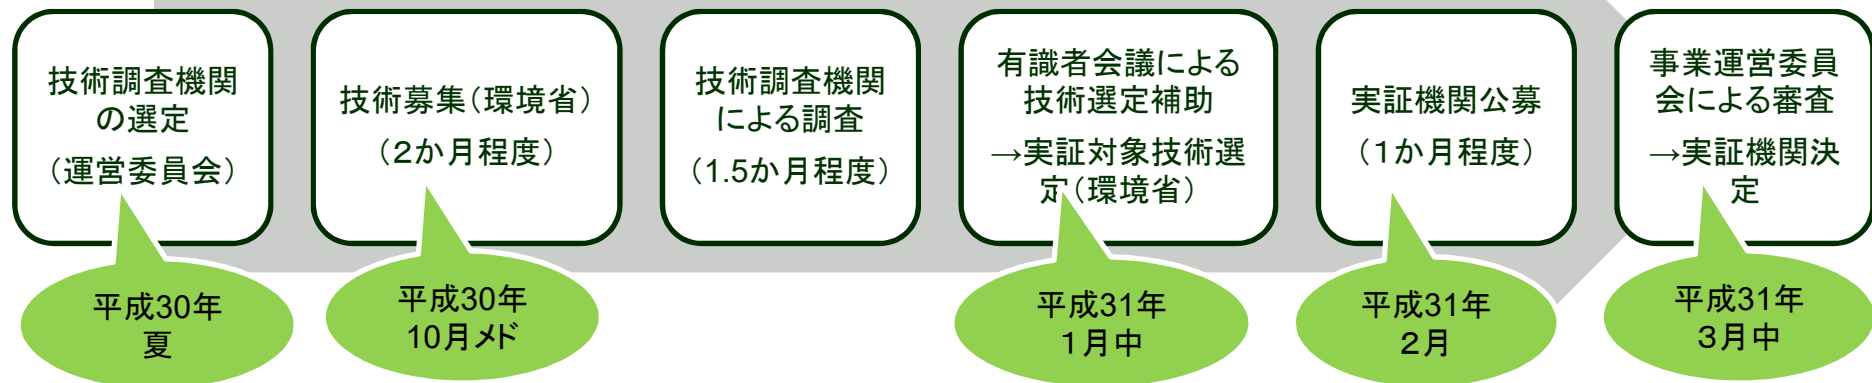 技術調査機関
の選定
（運営委員会）
平成30年
夏
技術募集（環境省）
（２か月程度）
平成30年
10月メド
技術調査機関
による調査
（1.5か月程度）
有識者会議による
技術選定補助
→実証対象技術選
定（環境省）
平成31年
１月中
実証機関公募
（１か月程度）
平成31年
２月
事業運営委員
会による審査
→実証機関決
定
平成31年
３月中